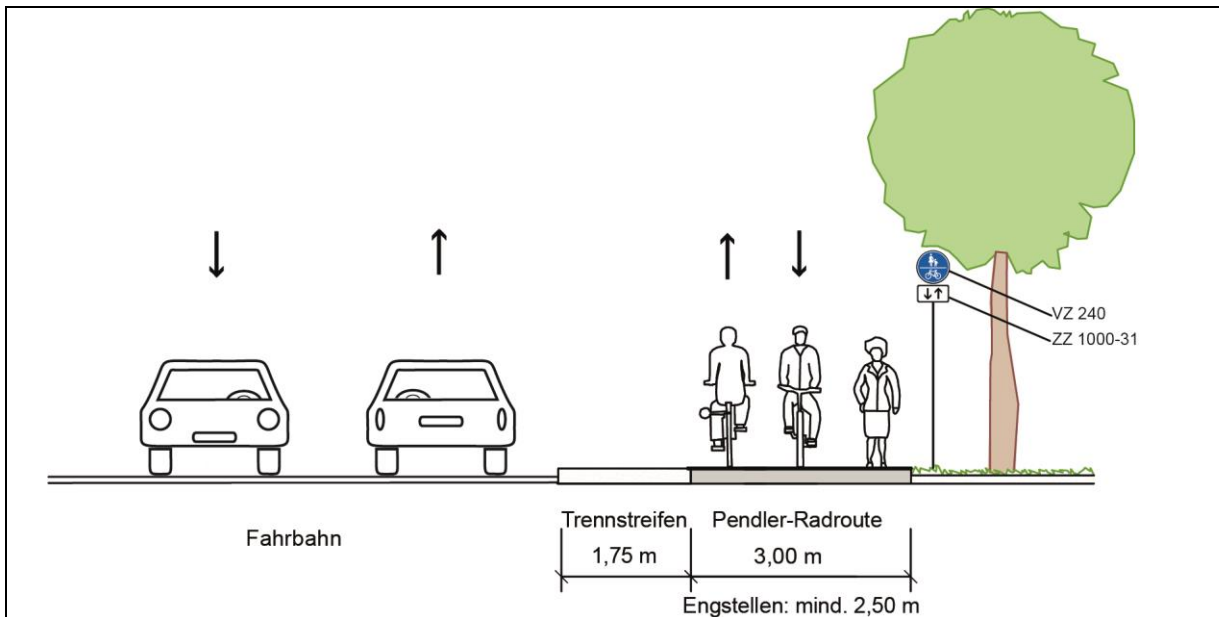 VZ 240
ZZ 1000-31
Fahrbahn
Trennstreifen
1,75 m
Pendler-Radroute
3,00 m
Engstellen: mind. 2,50 m